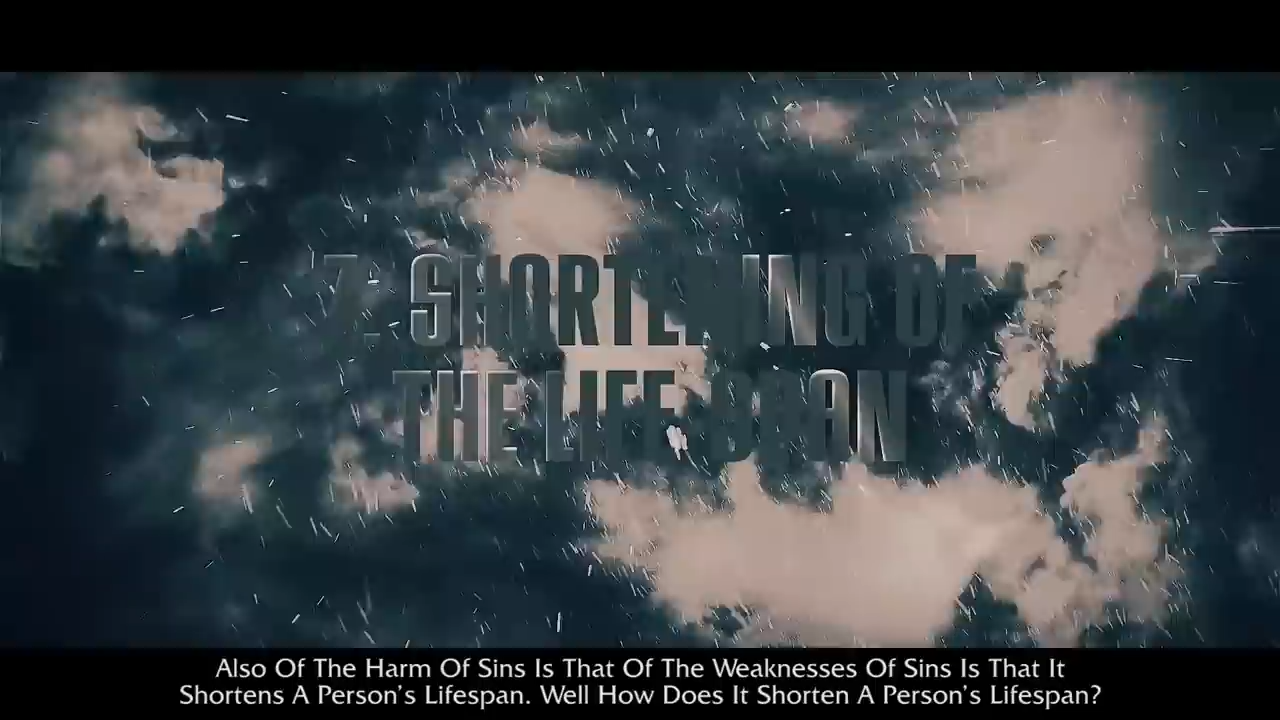 7. SHORTENING OF
THE LIFE SPAN
Also Of The Harm Of Sins Is That Of The Weaknesses Of Sins Is That It
Shortens A Person's Lifespan. Well How Does It Shorten A Person's Lifespan?